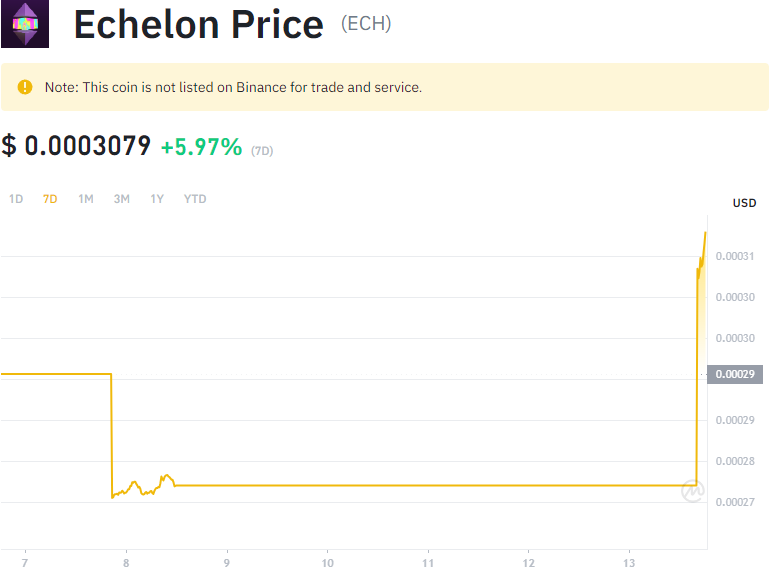 Echelon Price (ECH)
Note: This coin is not listed on Binance for trade and service.
$ 0.0003079 +5.97% (7D)
1D 7D 1M 3M 1Y YTD
USD
0.00031
0.00030
0.00030
0.00029
0.00029
0.00028
0.00027
7 8 9 10 11 12 13